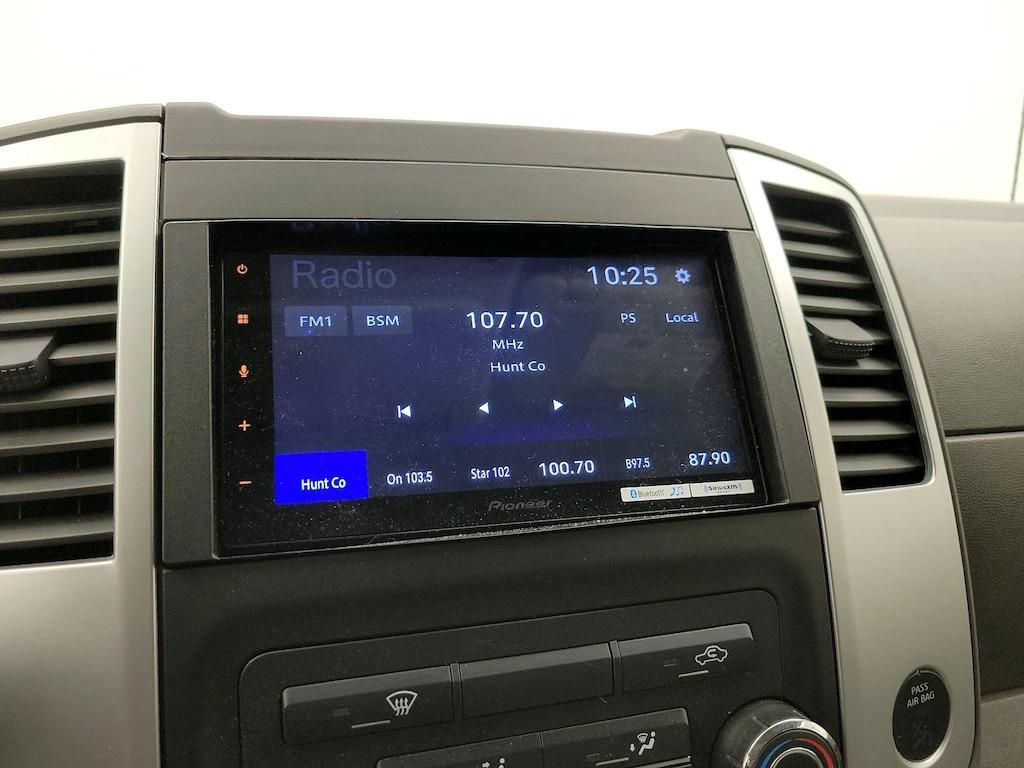 Radio
10:25
FM1 BSM 107.70 PS Local
MHz
Hunt Co
Hunt Co On 103.5 Star 102 100.70 B97.5 87.90
Pioneer
Bluetooth SiriusXM
PASS
AIR BAG